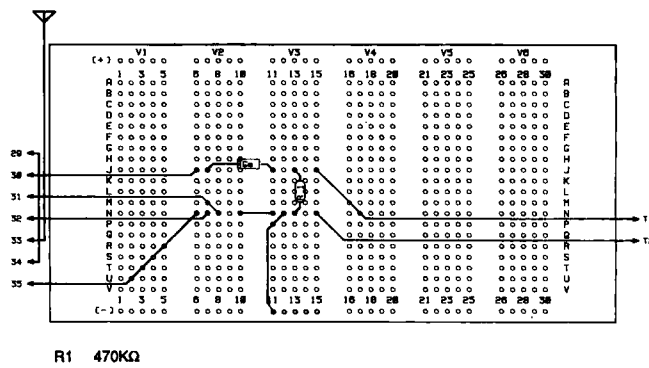 V1 V2 V3 V4 V5 V6
(+)
1 3 5 6 8 10 11 13 15 16 18 20 21 23 25 26 28 30
A A
B B
C C
D D
E E
F F
G G
29 H H
30 J J
K K
31 L L
M M
32 N N T
P P
33 Q Q T
34 R R
S S
T T
35 U U
V V
1 3 5 6 8 10 11 13 15 16 18 20 21 23 25 26 28 30
(-)
R1 470KΩ